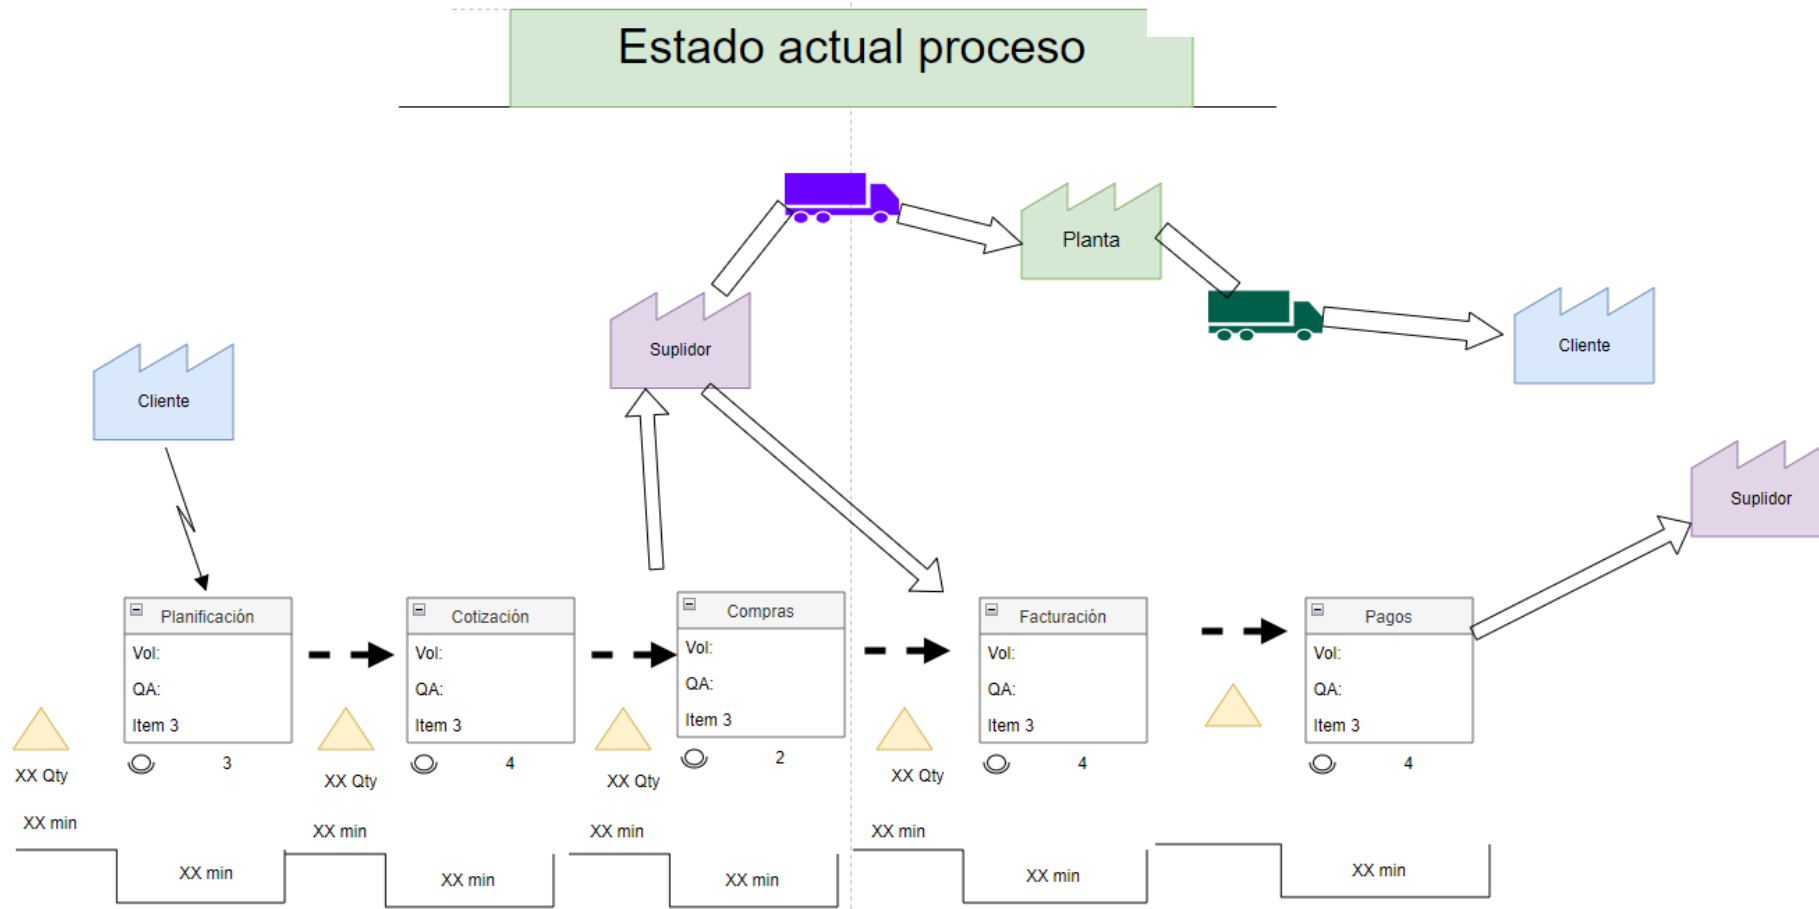 Estado actual proceso
Planta
Suplidor
Cliente
Cliente
Suplidor
Planificación
Vol:
QA:
Item 3
3
Cotización
Vol:
QA:
Item 3
4
Compras
Vol:
QA:
Item 3
2
Facturación
Vol:
QA:
Item 3
4
Pagos
Vol:
QA:
Item 3
4
XX Qty
XX Qty
XX Qty
XX Qty
XX min
XX min
XX min
XX min
XX min
XX min
XX min
XX min
XX min